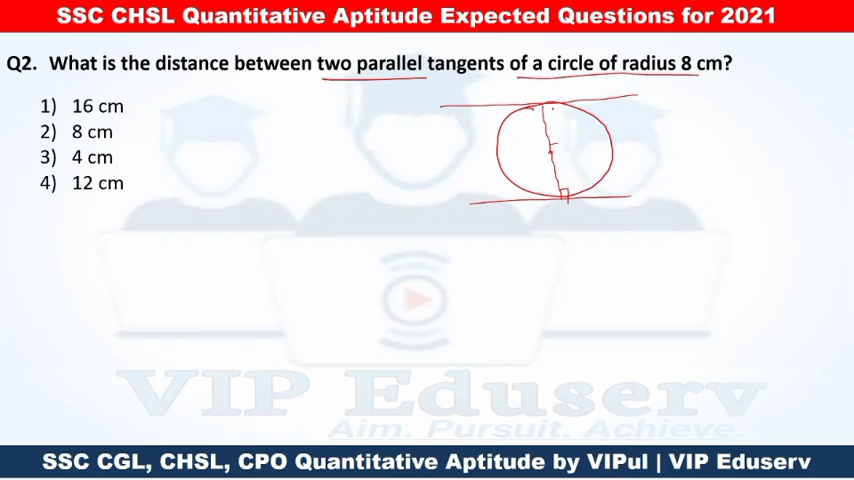 SSC CHSL Quantitative Aptitude Expected Questions for 2021
Q2. What is the distance between two parallel tangents of a circle of radius 8 cm?
1) 16 cm
2) 8 cm
3) 4 cm
4) 12 cm
VIP Eduserv
Aim. Pursuit. Achieve.
SSC CGL, CHSL, CPO Quantitative Aptitude by VIPul | VIP Eduserv